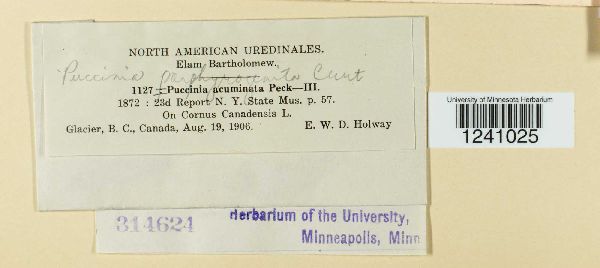 NORTH AMERICAN UREDINALES.
Elam Bartholomew.
Puccinia porphyrogenita Curt
1127—Puccinia acuminata Peck—III.
1872 : 23d Report N. Y. State Mus. p. 57.
On Cornus Canadensis L.
Glacier, B. C., Canada, Aug. 19, 1906. E. W. D. Holway
University of Minnesota Herbarium
1241025
314624
Herbarium of the University,
Minneapolis, Minn